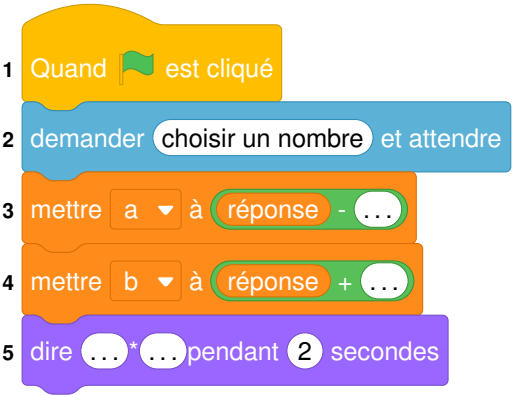 1 Quand est cliqué
2 demander choisir un nombre et attendre
3 mettre a à réponse - ...
4 mettre b à réponse + ...
5 dire ... * ... pendant 2 secondes